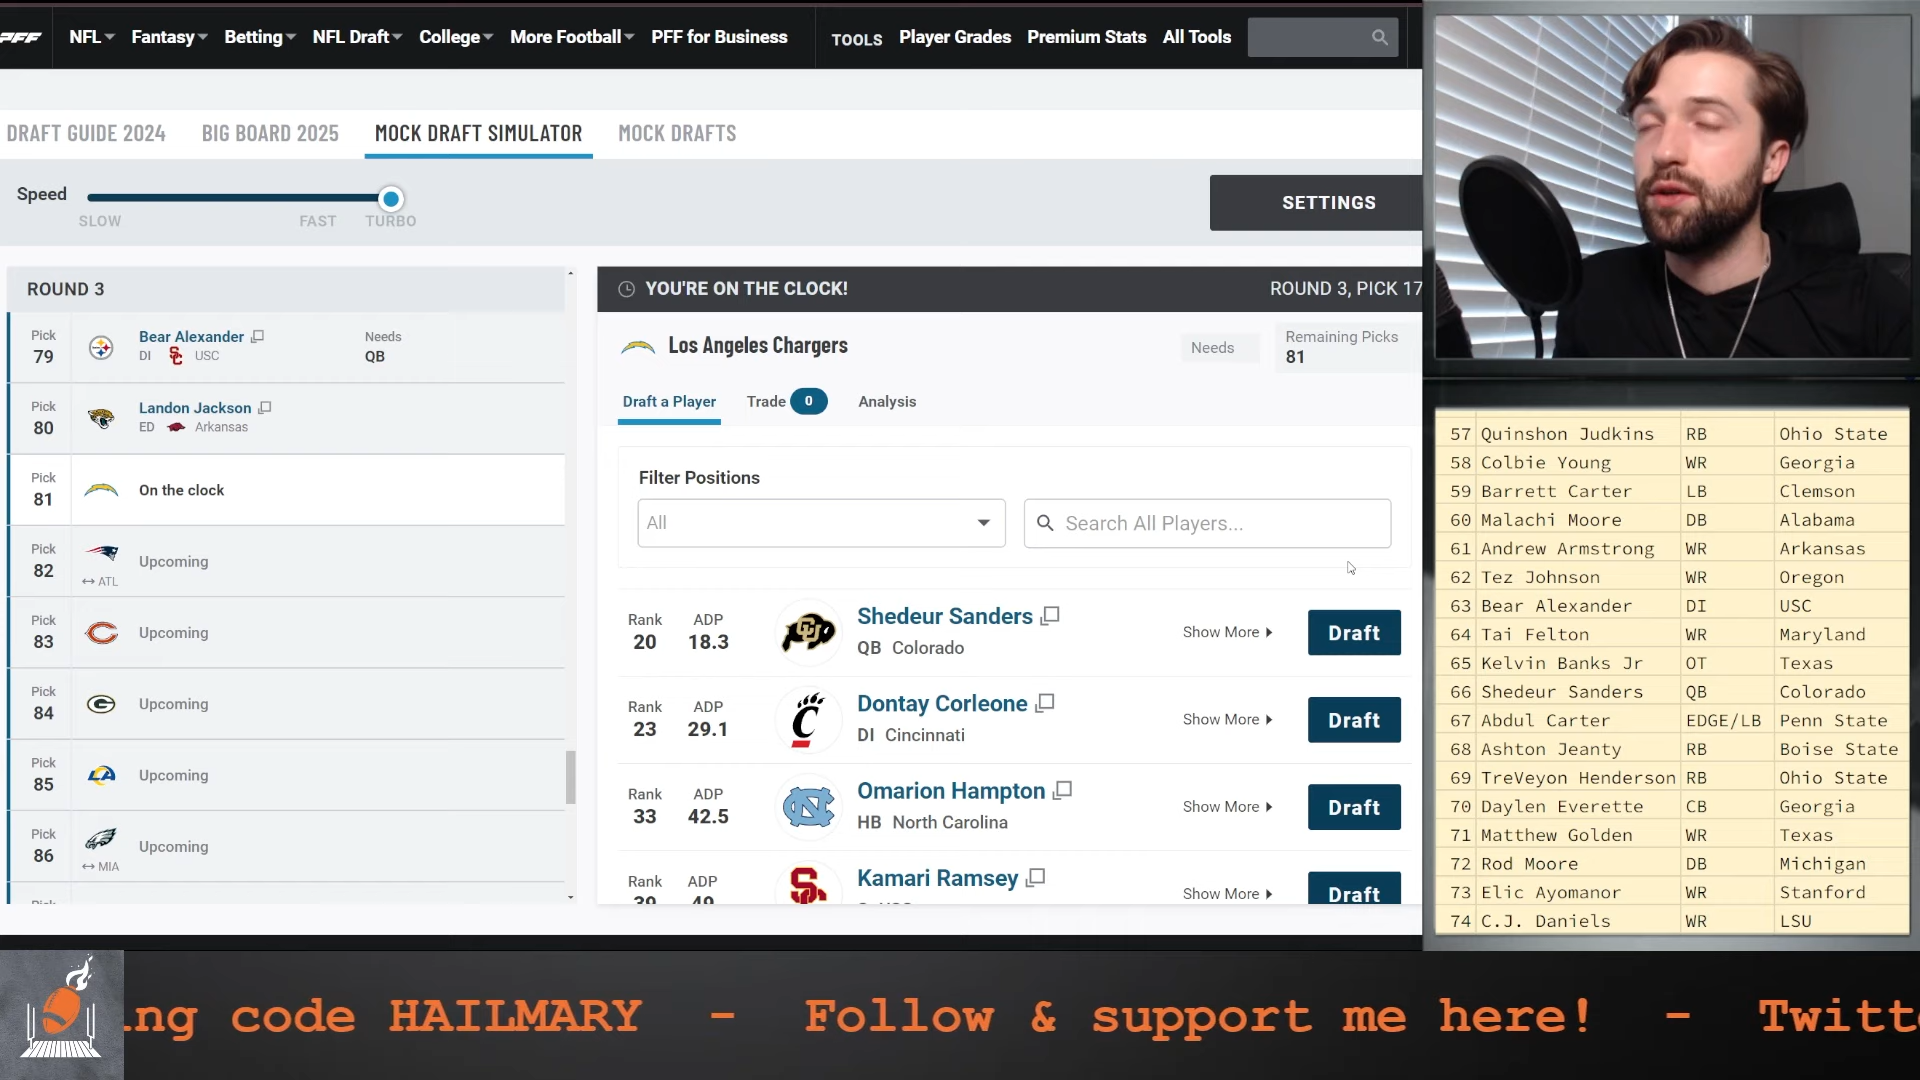 PFF NFL Fantasy Betting NFL Draft College More Football PFF for Business TOOLS Player Grades Premium Stats All Tools
DRAFT GUIDE 2024 BIG BOARD 2025 MOCK DRAFT SIMULATOR MOCK DRAFTS
Speed
SLOW FAST TURBO
SETTINGS
ROUND 3
Pick 79 Bear Alexander Needs
DI SC USC QB
Pick 80 Landon Jackson
ED Arkansas
Pick 81 On the clock
Pick 82 Upcoming
↔ ATL
Pick 83 Upcoming
Pick 84 Upcoming
Pick 85 Upcoming
Pick 86 Upcoming
↔ MIA
YOU'RE ON THE CLOCK! ROUND 3, PICK 17
Los Angeles Chargers Needs Remaining Picks
81
Draft a Player Trade 0 Analysis
Filter Positions
All Search All Players...
Rank ADP Shedeur Sanders Show More Draft
20 18.3 CU QB Colorado
Rank ADP Dontay Corleone Show More Draft
23 29.1 DI Cincinnati
Rank ADP Omarion Hampton Show More Draft
33 42.5 HB North Carolina
Rank ADP Kamari Ramsey Show More Draft
39 49
57 Quinshon Judkins RB Ohio State
58 Colbie Young WR Georgia
59 Barrett Carter LB Clemson
60 Malachi Moore DB Alabama
61 Andrew Armstrong WR Arkansas
62 Tez Johnson WR Oregon
63 Bear Alexander DI USC
64 Tai Felton WR Maryland
65 Kelvin Banks Jr OT Texas
66 Shedeur Sanders QB Colorado
67 Abdul Carter EDGE/LB Penn State
68 Ashton Jeanty RB Boise State
69 TreVeyon Henderson RB Ohio State
70 Daylen Everette CB Georgia
71 Matthew Golden WR Texas
72 Rod Moore DB Michigan
73 Elic Ayomanor WR Stanford
74 C.J. Daniels WR LSU
ing code HAILMARY - Follow & support me here! - Twitt